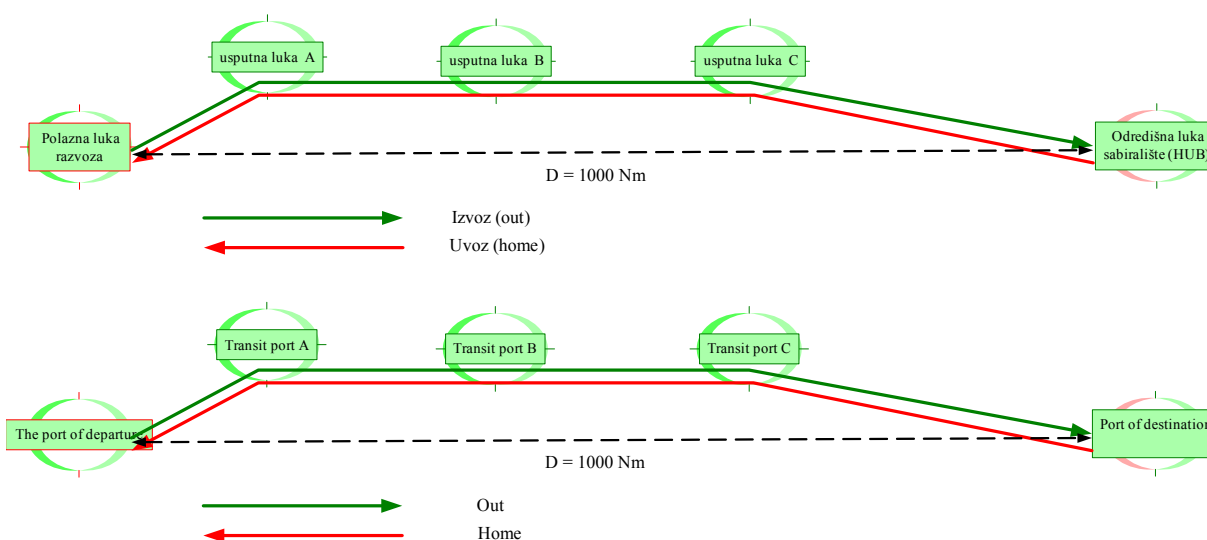 usputna luka A
usputna luka B
usputna luka C
Polazna luka
razvoza
Odredišna luka
sabiralište (HUB)
D = 1000 Nm
Izvoz (out)
Uvoz (home)
Transit port A
Transit port B
Transit port C
The port of departure
Port of destination
D = 1000 Nm
Out
Home